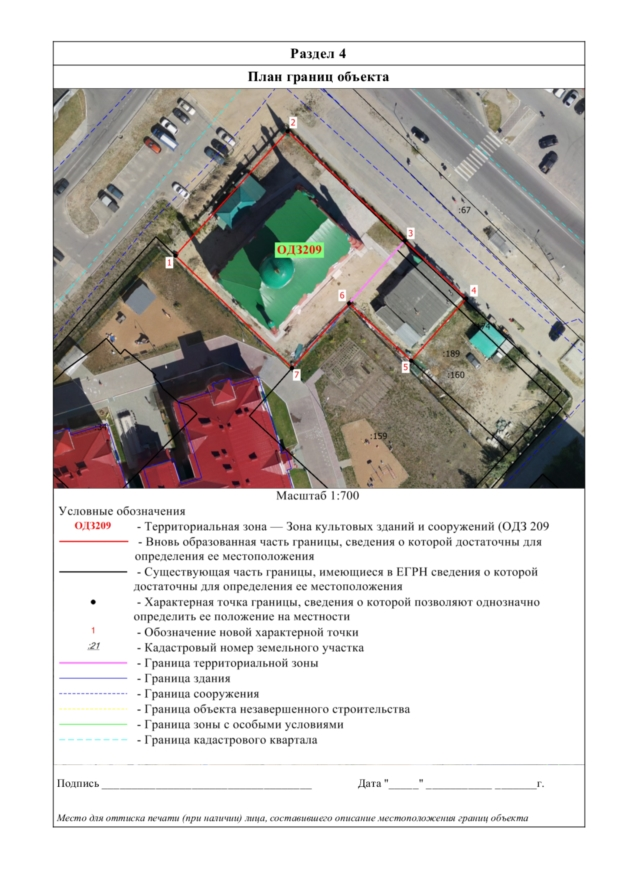 Раздел 4
План границ объекта
2
:67
3
1
ОДЗ209
6
4
5
:189
7
:160
:159
Масштаб 1:700
Условные обозначения
ОДЗ209 - Территориальная зона — Зона культовых зданий и сооружений (ОДЗ 209
- Вновь образованная часть границы, сведения о которой достаточны для
определения ее местоположения
- Существующая часть границы, имеющиеся в ЕГРН сведения о которой
достаточны для определения ее местоположения
- Характерная точка границы, сведения о которой позволяют однозначно
определить ее положение на местности
1 - Обозначение новой характерной точки
:21 - Кадастровый номер земельного участка
- Граница территориальной зоны
- Граница здания
- Граница сооружения
- Граница объекта незавершенного строительства
- Граница зоны с особыми условиями
- Граница кадастрового квартала
Подпись ___________________________________ Дата "_____" ___________ _______г.
Место для оттиска печати (при наличии) лица, составившего описание местоположения границ объекта